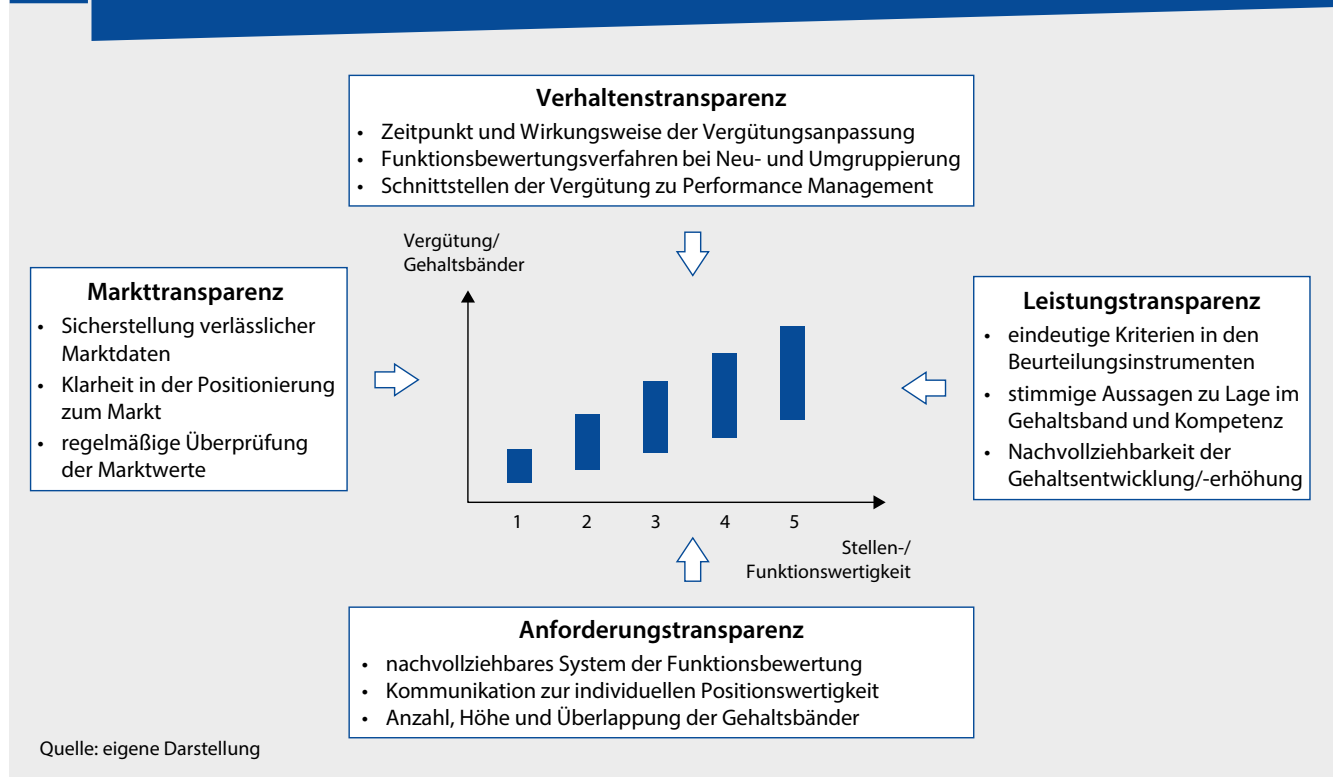 Verhaltenstransparenz
• Zeitpunkt und Wirkungsweise der Vergütungsanpassung
• Funktionsbewertungsverfahren bei Neu- und Umgruppierung
• Schnittstellen der Vergütung zu Performance Management
Vergütung/
Gehaltsbänder
Markttransparenz
• Sicherstellung verlässlicher
Marktdaten
• Klarheit in der Positionierung
zum Markt
• regelmäßige Überprüfung
der Marktwerte
Leistungstransparenz
• eindeutige Kriterien in den
Beurteilungsinstrumenten
• stimmige Aussagen zu Lage im
Gehaltsband und Kompetenz
• Nachvollziehbarkeit der
Gehaltsentwicklung/-erhöhung
1 2 3 4 5
Stellen-/
Funktionswertigkeit
Anforderungstransparenz
• nachvollziehbares System der Funktionsbewertung
• Kommunikation zur individuellen Positionswertigkeit
• Anzahl, Höhe und Überlappung der Gehaltsbänder
Quelle: eigene Darstellung